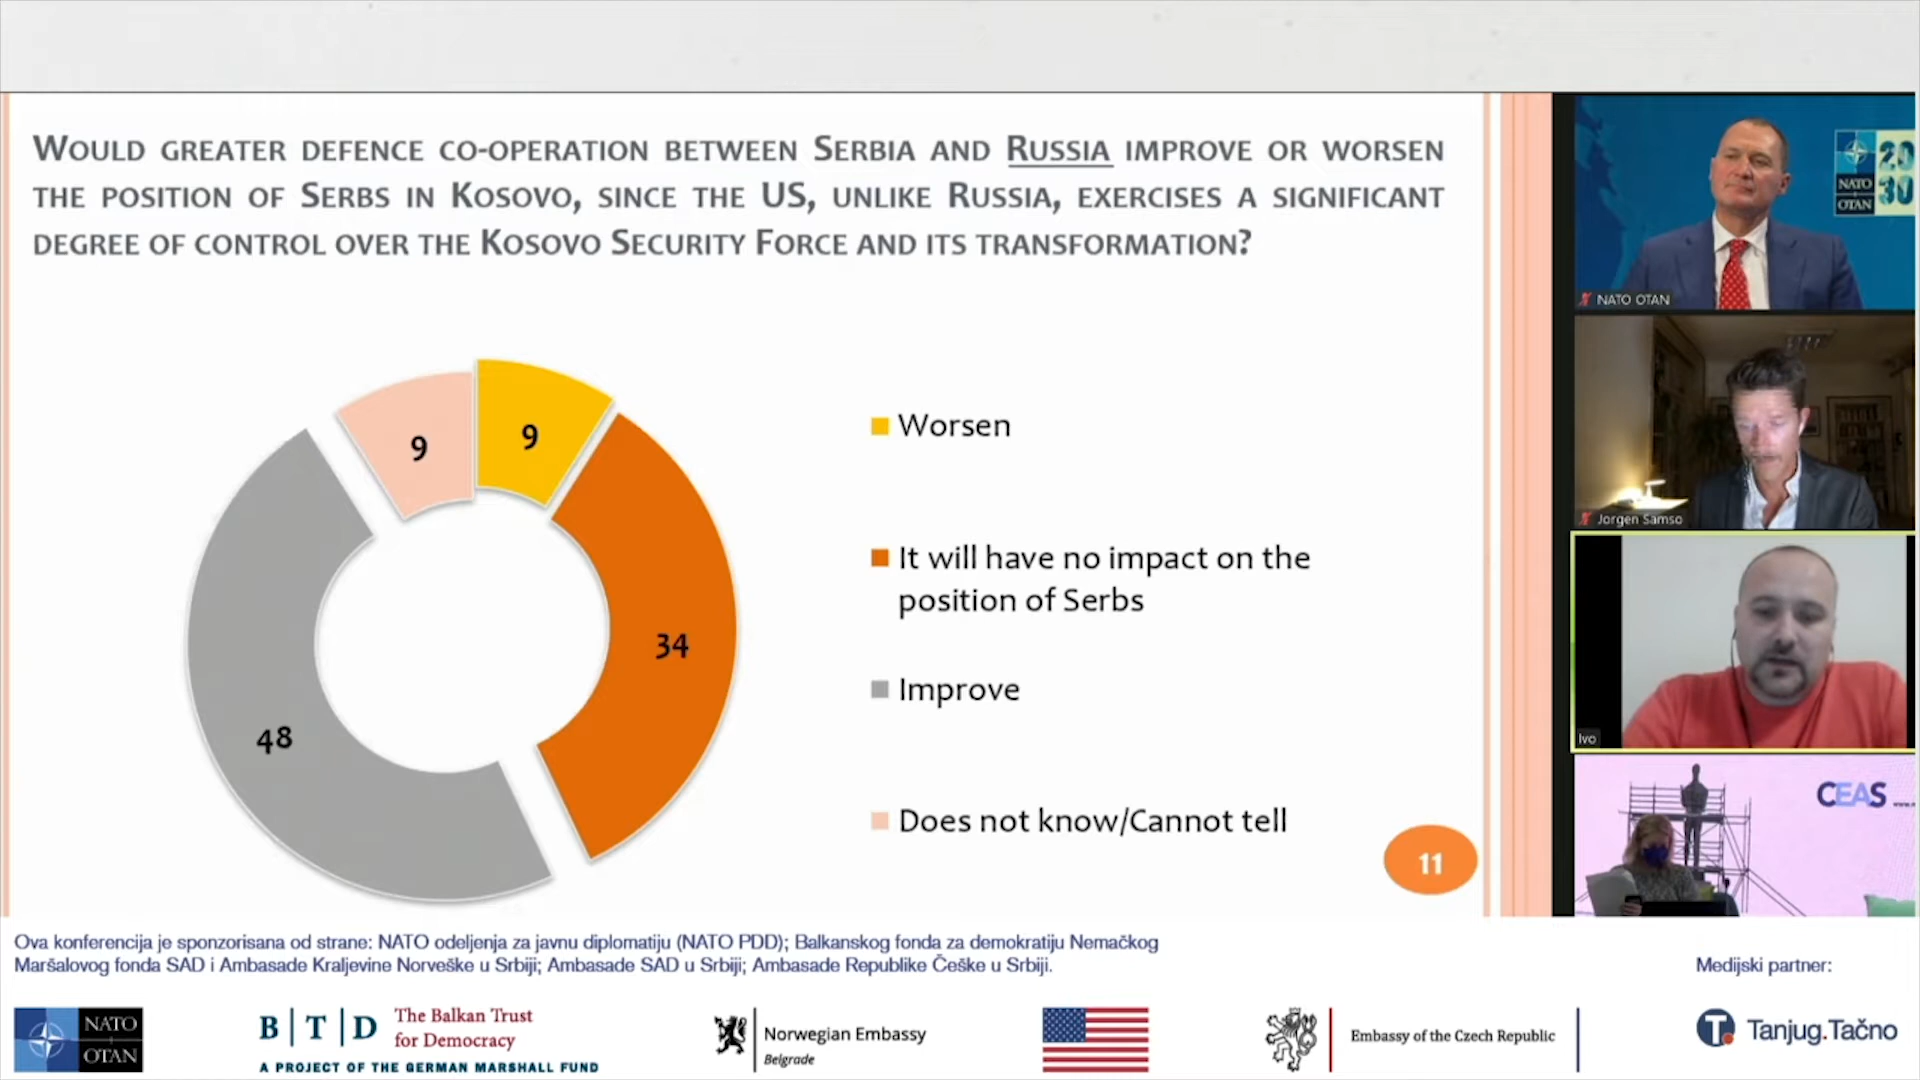 WOULD GREATER DEFENCE CO-OPERATION BETWEEN SERBIA AND RUSSIA IMPROVE OR WORSEN
THE POSITION OF SERBS IN KOSOVO, SINCE THE US, UNLIKE RUSSIA, EXERCISES A SIGNIFICANT
DEGREE OF CONTROL OVER THE KOSOVO SECURITY FORCE AND ITS TRANSFORMATION?
9
9
34
48
Worsen
It will have no impact on the
position of Serbs
Improve
Does not know/Cannot tell
11
NATO
OTAN
20
30
NATO OTAN
Jorgen Samso
Ivo
CEAS
Ova konferencija je sponzorisana od strane: NATO odeljenja za javnu diplomatiju (NATO PDD); Balkanskog fonda za demokratiju Nemačkog
Maršalovog fonda SAD i Ambasade Kraljevine Norveške u Srbiji; Ambasade SAD u Srbiji; Ambasade Republike Češke u Srbiji.
Medijski partner:
NATO
OTAN
B|T|D
The Balkan Trust
for Democracy
A PROJECT OF THE GERMAN MARSHALL FUND
Norwegian Embassy
Belgrade
Embassy of the Czech Republic
T.
Tanjug.Tačno